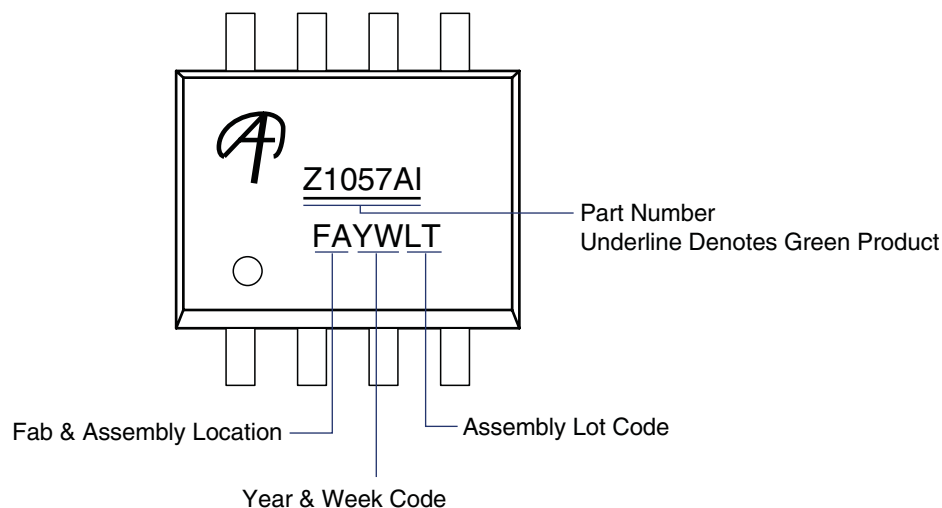 Z1057AI
Part Number
Underline Denotes Green Product
FAYWLT
Fab & Assembly Location
Assembly Lot Code
Year & Week Code